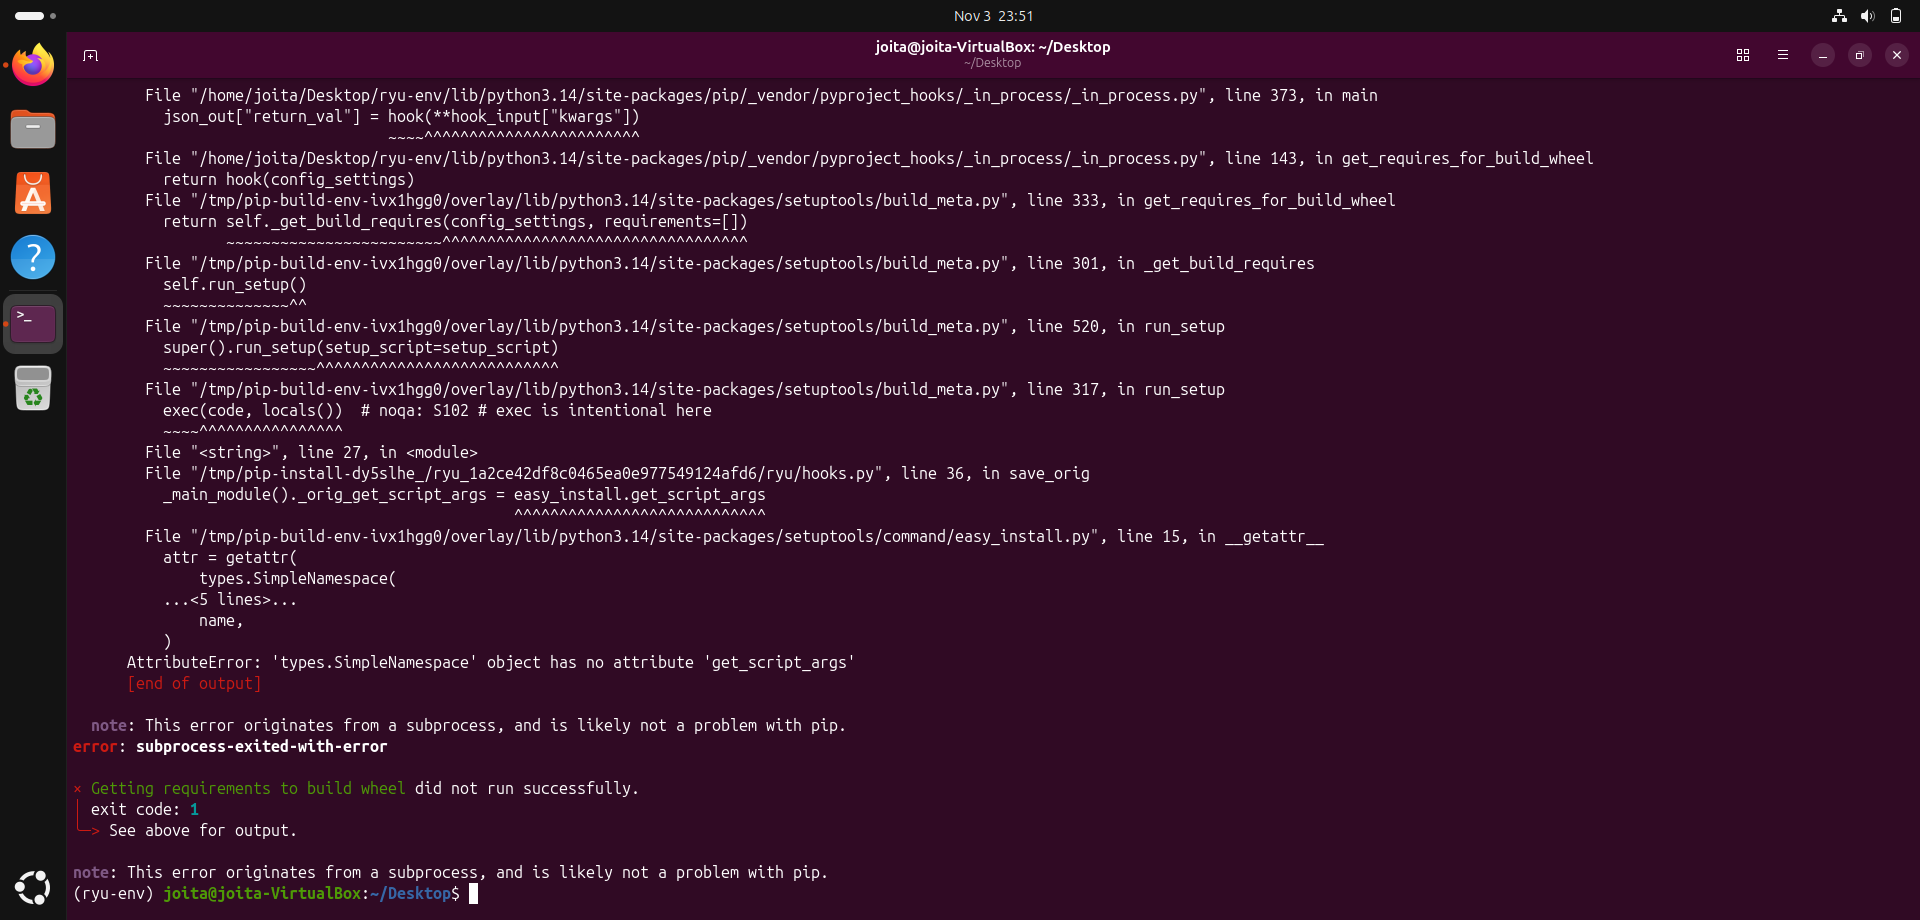 Nov 3 23:51
joita@joita-VirtualBox: ~/Desktop
~/Desktop
File "/home/joita/Desktop/ryu-env/lib/python3.14/site-packages/pip/_vendor/pyproject_hooks/_in_process/_in_process.py", line 373, in main
json_out["return_val"] = hook(**hook_input["kwargs"])
~~~~^^^^^^^^^^^^^^^^^^^^^^^^
File "/home/joita/Desktop/ryu-env/lib/python3.14/site-packages/pip/_vendor/pyproject_hooks/_in_process/_in_process.py", line 143, in get_requires_for_build_wheel
return hook(config_settings)
File "/tmp/pip-build-env-ivx1hgg0/overlay/lib/python3.14/site-packages/setuptools/build_meta.py", line 333, in get_requires_for_build_wheel
return self._get_build_requires(config_settings, requirements=[])
~~~~~~~~~~~~~~~~~~~~~~~~^^^^^^^^^^^^^^^^^^^^^^^^^^^^^^^^^^
File "/tmp/pip-build-env-ivx1hgg0/overlay/lib/python3.14/site-packages/setuptools/build_meta.py", line 301, in _get_build_requires
self.run_setup()
~~~~~~~~~~~~~~^^
File "/tmp/pip-build-env-ivx1hgg0/overlay/lib/python3.14/site-packages/setuptools/build_meta.py", line 520, in run_setup
super().run_setup(setup_script=setup_script)
~~~~~~~~~~~~~~~~~^^^^^^^^^^^^^^^^^^^^^^^^^^^
File "/tmp/pip-build-env-ivx1hgg0/overlay/lib/python3.14/site-packages/setuptools/build_meta.py", line 317, in run_setup
exec(code, locals())  # noqa: S102 # exec is intentional here
~~~~^^^^^^^^^^^^^^^^
File "<string>", line 27, in <module>
File "/tmp/pip-install-dy5slhe_/ryu_1a2ce42df8c0465ea0e977549124afd6/ryu/hooks.py", line 36, in save_orig
_main_module()._orig_get_script_args = easy_install.get_script_args
^^^^^^^^^^^^^^^^^^^^^^^^^^^^
File "/tmp/pip-build-env-ivx1hgg0/overlay/lib/python3.14/site-packages/setuptools/command/easy_install.py", line 15, in __getattr__
attr = getattr(
types.SimpleNamespace(
...<5 lines>...
name,
)
AttributeError: 'types.SimpleNamespace' object has no attribute 'get_script_args'
[end of output]
note: This error originates from a subprocess, and is likely not a problem with pip.
error: subprocess-exited-with-error
× Getting requirements to build wheel did not run successfully.
│ exit code: 1
╰─> See above for output.
note: This error originates from a subprocess, and is likely not a problem with pip.
(ryu-env) joita@joita-VirtualBox:~/Desktop$